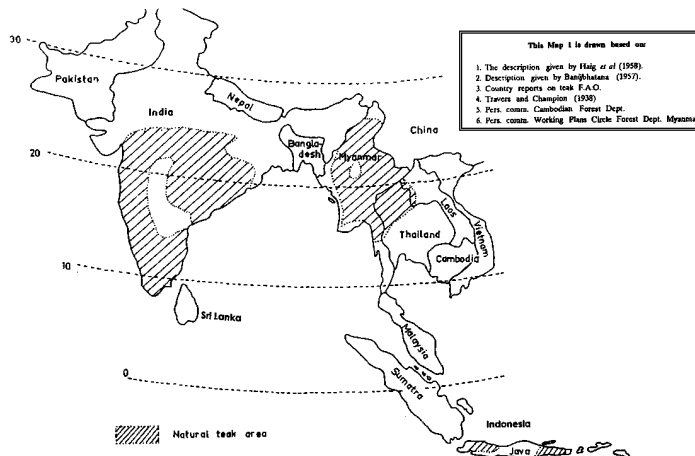 This Map 1 is drawn based on:
1. The description given by Haig et al (1958).
2. Description given by Banijbhatana (1957).
3. Country reports on teak F.A.O.
4. Travers and Champion (1938)
5. Pers. comm. Cambodian Forest Dept.
6. Pers. comm. Working Plans Circle Forest Dept. Myanma
30
Pakistan
Nepal
India
China
Bangla-
desh
Myanmar
20
Laos
Vietnam
Thailand
Cambodia
10
Sri Lanka
Malaysia
Sumatra
0
Indonesia
Natural teak area
Java